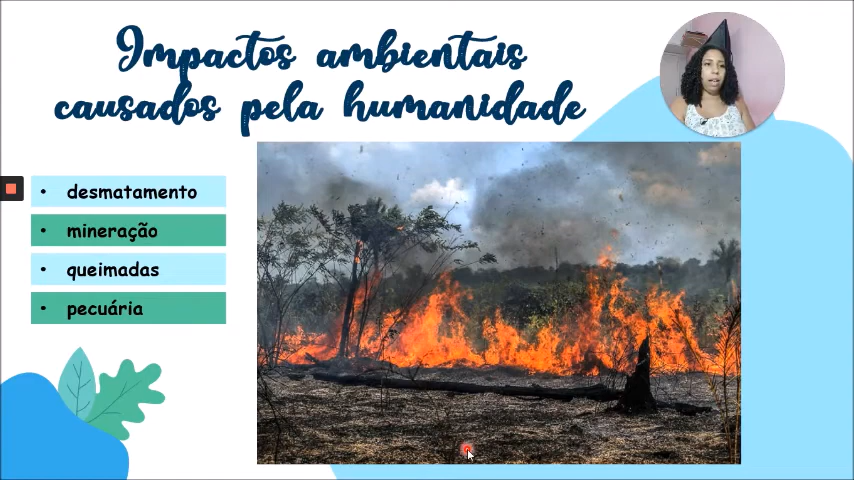 Impactos ambientais
causados pela humanidade
• desmatamento
• mineração
• queimadas
• pecuária